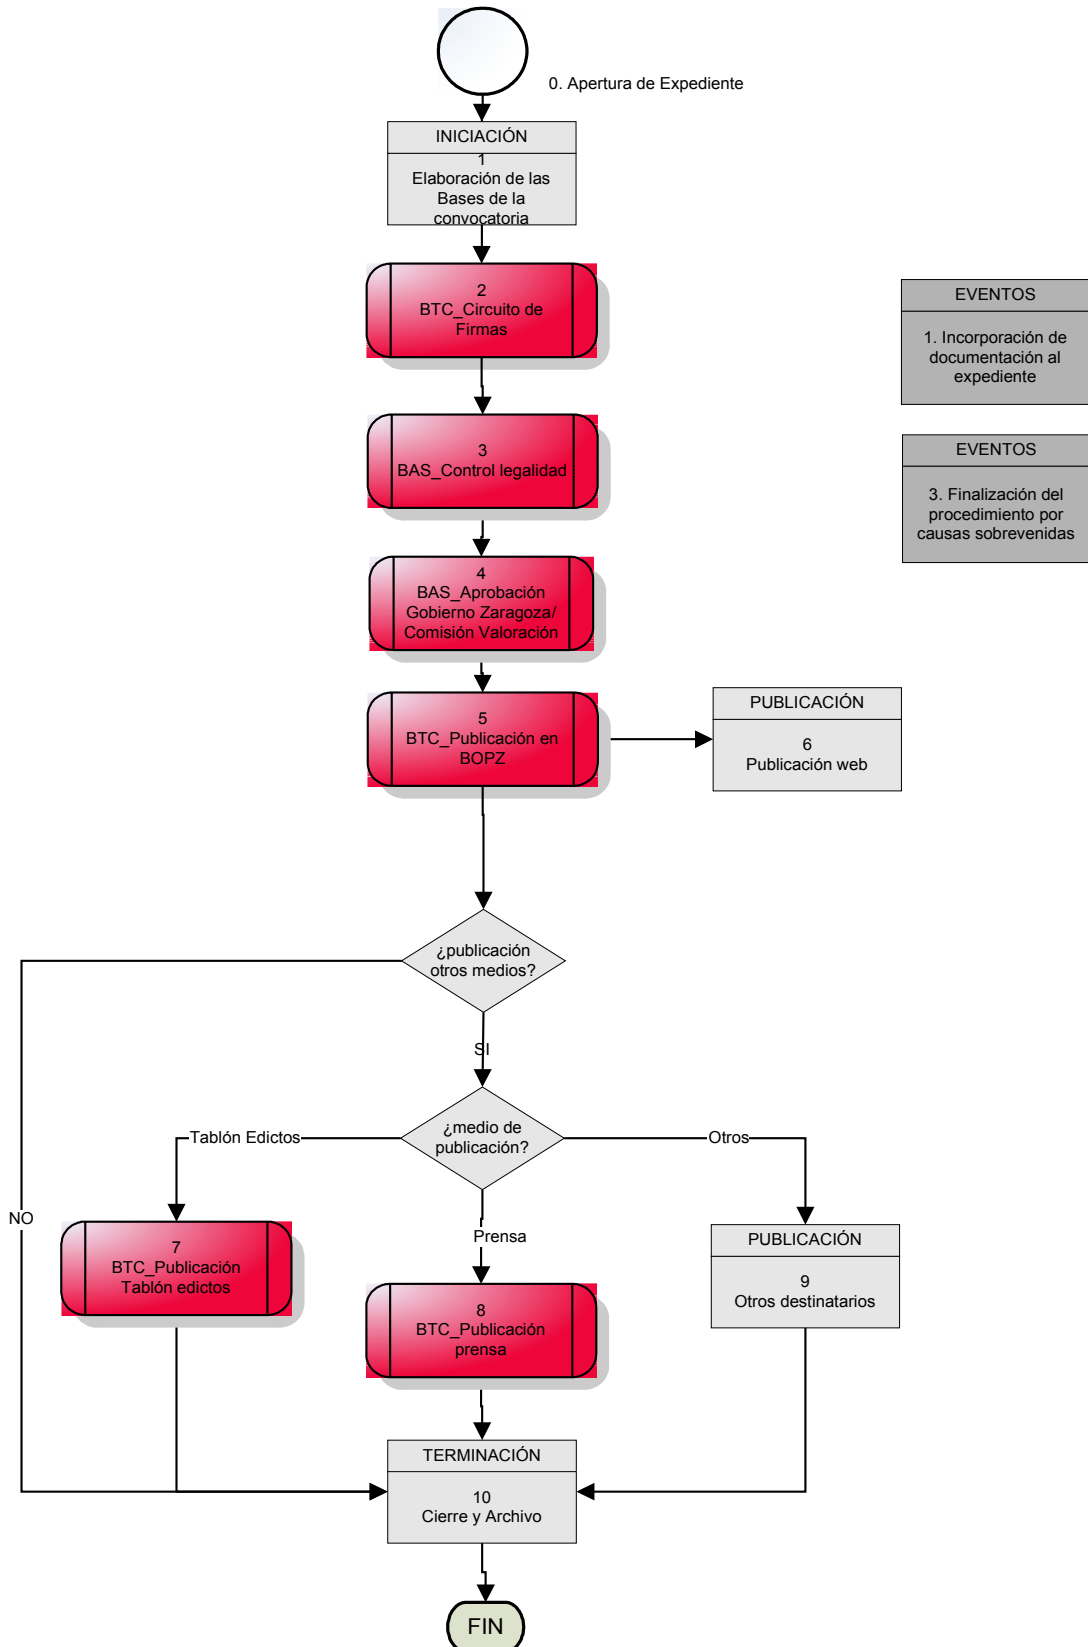 0. Apertura de Expediente
INICIACIÓN
1
Elaboración de las
Bases de la
convocatoria
2
BTC_Circuito de
Firmas
EVENTOS
1. Incorporación de
documentación al
expediente
3
BAS_Control legalidad
EVENTOS
3. Finalización del
procedimiento por
causas sobrevenidas
4
BAS_Aprobación
Gobierno Zaragoza/
Comisión Valoración
5
BTC_Publicación en
BOPZ
PUBLICACIÓN
6
Publicación web
¿publicación
otros medios?
SI
NO
¿medio de
publicación?
Tablón Edictos
Otros
Prensa
7
BTC_Publicación
Tablón edictos
8
BTC_Publicación
prensa
PUBLICACIÓN
9
Otros destinatarios
TERMINACIÓN
10
Cierre y Archivo
FIN